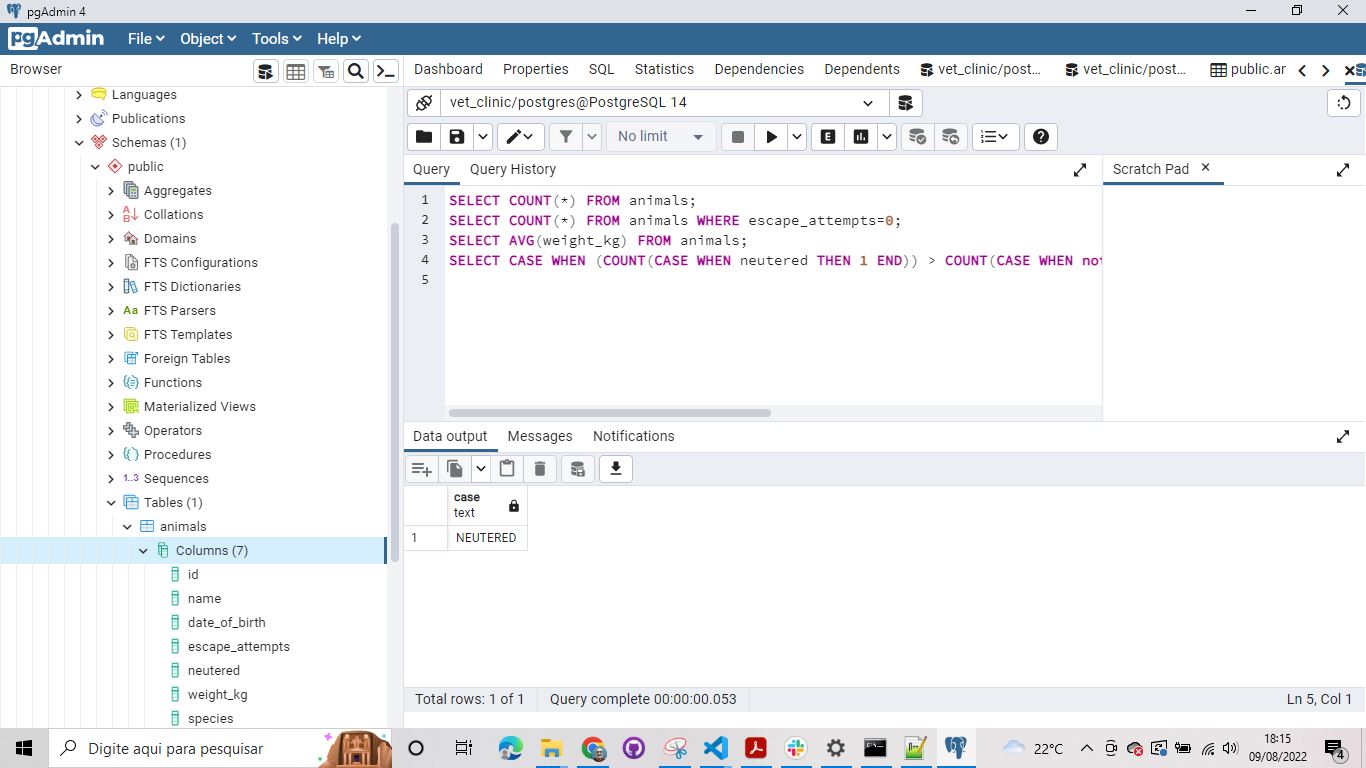 pgAdmin 4
pgAdmin File Object Tools Help
Browser
Dashboard Properties SQL Statistics Dependencies Dependents vet_clinic/post... vet_clinic/post... public.ar
Languages
Publications
Schemas (1)
public
Aggregates
Collations
Domains
FTS Configurations
FTS Dictionaries
Aa FTS Parsers
FTS Templates
Foreign Tables
Functions
Materialized Views
Operators
Procedures
1..3 Sequences
Tables (1)
animals
Columns (7)
id
name
date_of_birth
escape_attempts
neutered
weight_kg
species
vet_clinic/postgres@PostgreSQL 14
No limit
E
Query Query History
Scratch Pad
1 SELECT COUNT(*) FROM animals;
2 SELECT COUNT(*) FROM animals WHERE escape_attempts=0;
3 SELECT AVG(weight_kg) FROM animals;
4 SELECT CASE WHEN (COUNT(CASE WHEN neutered THEN 1 END)) > COUNT(CASE WHEN not
5
Data output Messages Notifications
case
text
1 NEUTERED
Total rows: 1 of 1 Query complete 00:00:00.053 Ln 5, Col 1
Digite aqui para pesquisar
22°C
18:15
09/08/2022
4